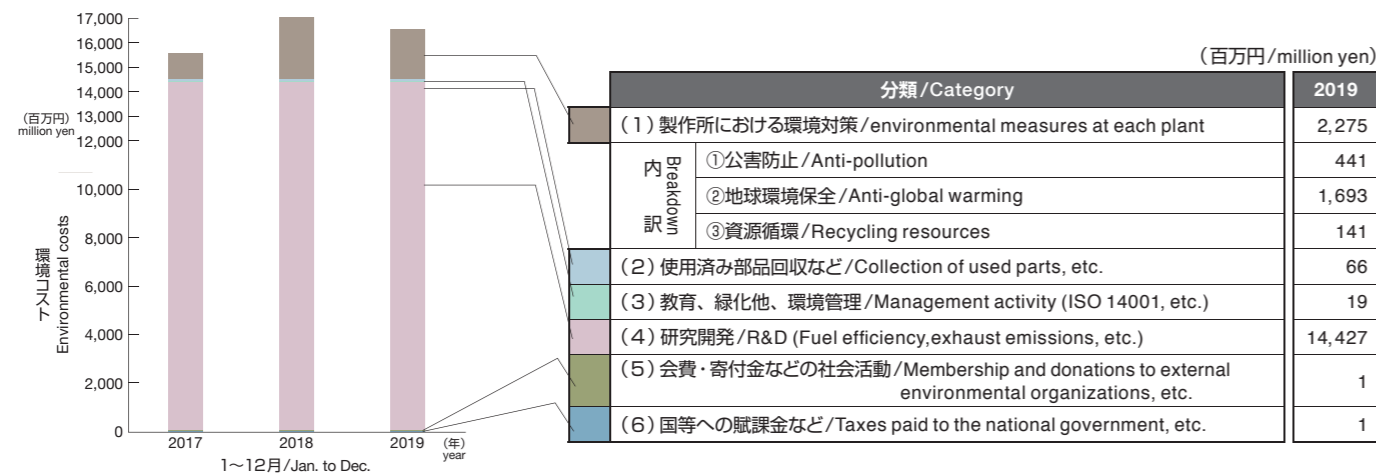 17,000
16,000
15,000
14,000
13,000
12,000
10,000
8,000
6,000
4,000
2,000
0
(百万円)
million yen
環境コスト
Environmental costs
2017
2018
2019
(年)
year
1〜12月/Jan. to Dec.
(百万円/million yen)
分類/Category 2019
(1)製作所における環境対策/environmental measures at each plant 2,275
内訳 Breakdown
①公害防止/Anti-pollution 441
②地球環境保全/Anti-global warming 1,693
③資源循環/Recycling resources 141
(2)使用済み部品回収など/Collection of used parts, etc. 66
(3)教育、緑化他、環境管理/Management activity (ISO 14001, etc.) 19
(4)研究開発/R&D (Fuel efficiency,exhaust emissions, etc.) 14,427
(5)会費・寄付金などの社会活動/Membership and donations to external
environmental organizations, etc. 1
(6)国等への賦課金など/Taxes paid to the national government, etc. 1